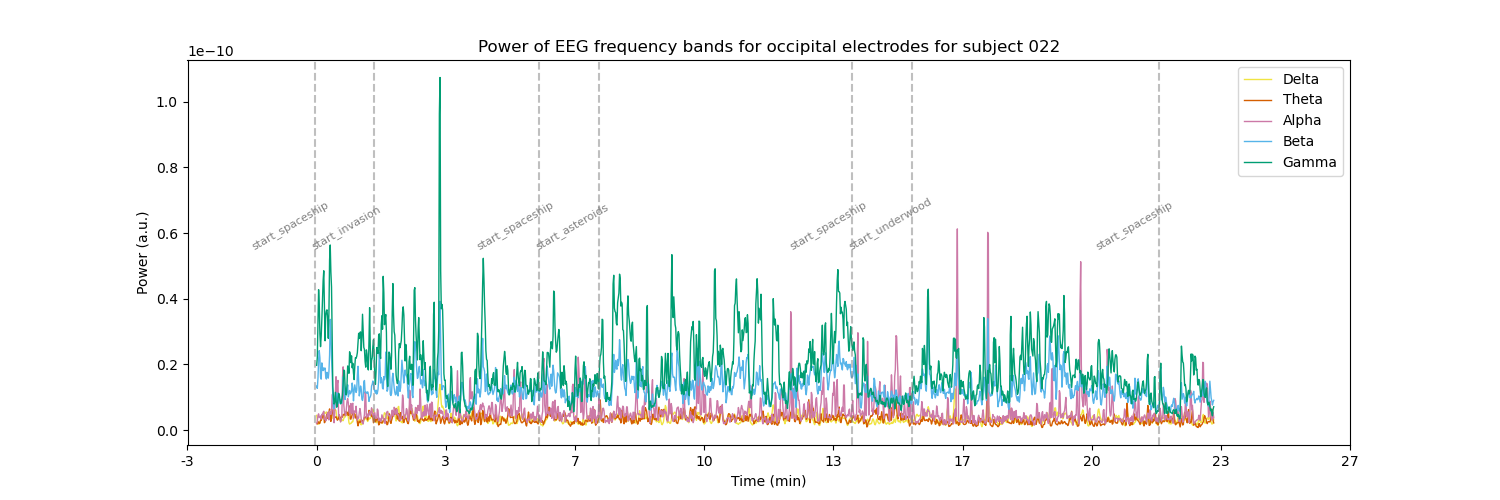 Power of EEG frequency bands for occipital electrodes for subject 022
1e−10
Delta
Theta
Alpha
Beta
Gamma
1.0
0.8
0.6
0.4
0.2
0.0
Power (a.u.)
start_spaceship
start_invasion
start_spaceship
start_asteroids
start_spaceship
start_underwood
start_spaceship
-3 0 3 7 10 13 17 20 23 27
Time (min)